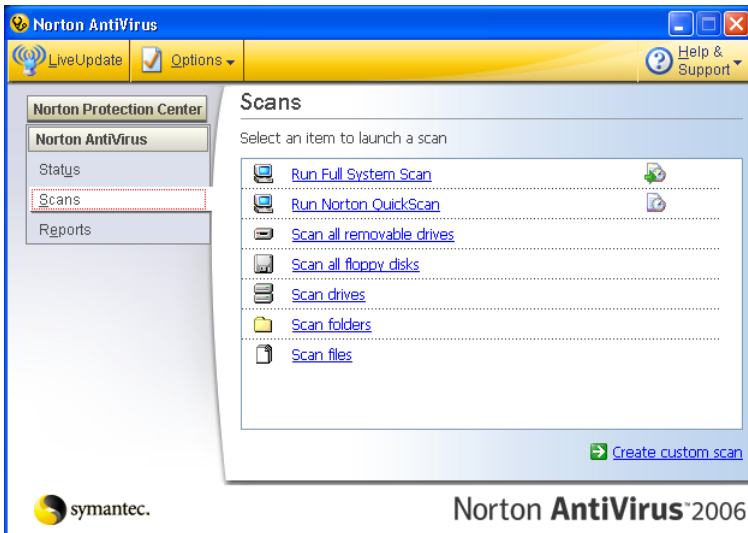 Norton AntiVirus
LiveUpdate
Options
Help & Support
Norton Protection Center
Norton AntiVirus
Status
Scans
Reports
Scans
Select an item to launch a scan
Run Full System Scan
Run Norton QuickScan
Scan all removable drives
Scan all floppy disks
Scan drives
Scan folders
Scan files
Create custom scan
symantec.
Norton AntiVirus™2006